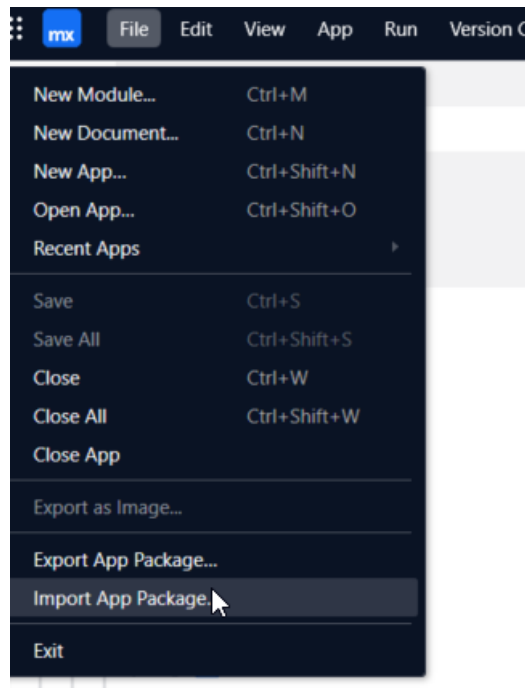 mx File Edit View App Run Version
New Module... Ctrl+M
New Document... Ctrl+N
New App... Ctrl+Shift+N
Open App... Ctrl+Shift+O
Recent Apps
Save Ctrl+S
Save All Ctrl+Shift+S
Close Ctrl+W
Close All Ctrl+Shift+W
Close App
Export as Image...
Export App Package...
Import App Package.
Exit